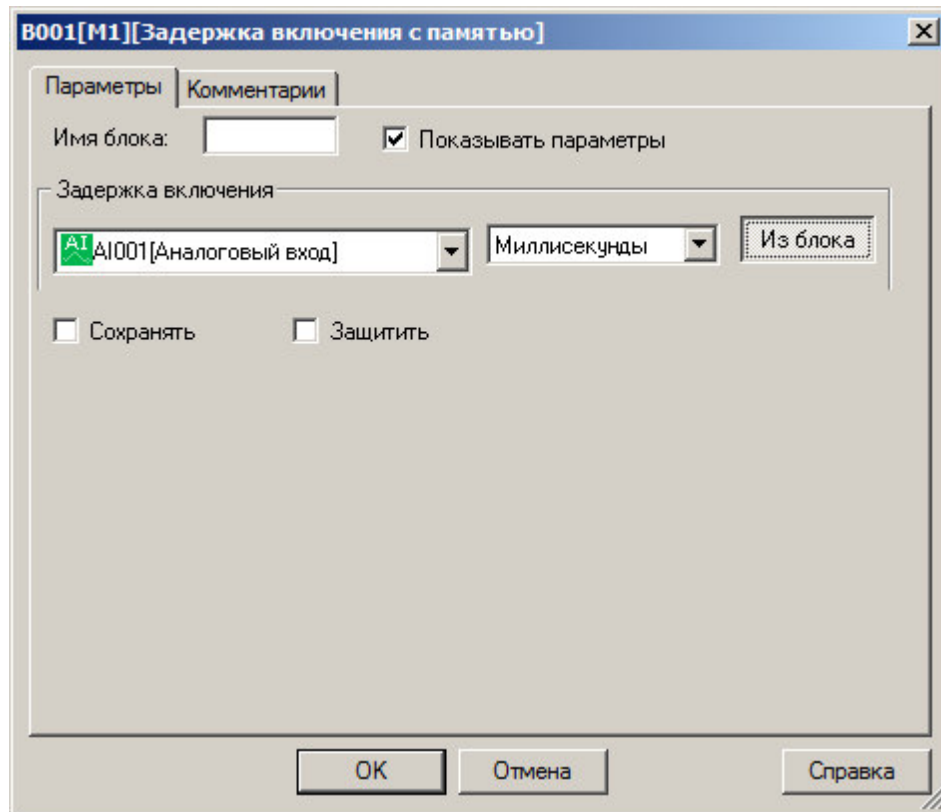 B001[M1][Задержка включения с памятью]
Параметры Комментарии
Имя блока: Показывать параметры
Задержка включения
AI AI001[Аналоговый вход] Миллисекунды Из блока
Сохранять Защитить
OK Отмена Справка